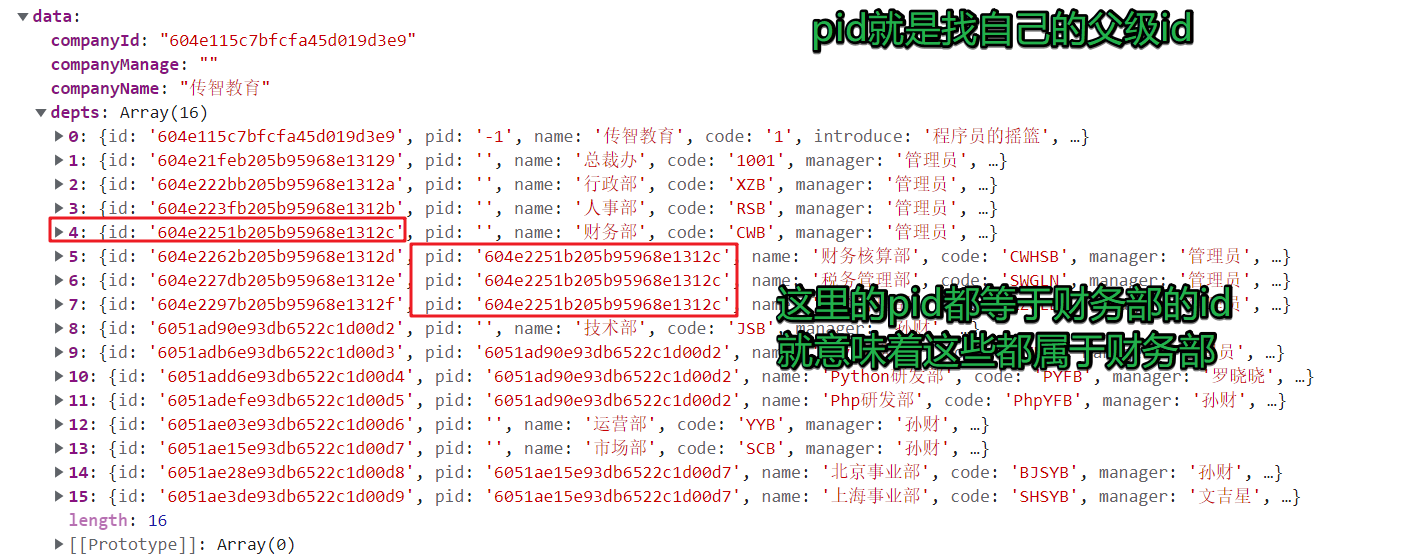 data:
companyId: "604e115c7bfcfa45d019d3e9"
companyManage: ""
companyName: "传智教育"
depts: Array(16)
0: {id: '604e115c7bfcfa45d019d3e9', pid: '-1', name: '传智教育', code: '1', introduce: '程序员的摇篮', …}
1: {id: '604e21feb205b95968e13129', pid: '', name: '总裁办', code: '1001', manager: '管理员', …}
2: {id: '604e222bb205b95968e1312a', pid: '', name: '行政部', code: 'XZB', manager: '管理员', …}
3: {id: '604e223fb205b95968e1312b', pid: '', name: '人事部', code: 'RSB', manager: '管理员', …}
4: {id: '604e2251b205b95968e1312c', pid: '', name: '财务部', code: 'CWB', manager: '管理员', …}
5: {id: '604e2262b205b95968e1312d', pid: '604e2251b205b95968e1312c', name: '财务核算部', code: 'CWHSB', manager: '管理员', …}
6: {id: '604e227db205b95968e1312e', pid: '604e2251b205b95968e1312c', name: '税务管理部', code: 'SWGLN', manager: '管理员', …}
7: {id: '604e2297b205b95968e1312f', pid: '604e2251b205b95968e1312c',
8: {id: '6051ad90e93db6522c1d00d2', pid: '', name: '技术部', code: 'JSB', manager: '孙财', …}
9: {id: '6051adb6e93db6522c1d00d3', pid: '6051ad90e93db6522c1d00d2',
10: {id: '6051add6e93db6522c1d00d4', pid: '6051ad90e93db6522c1d00d2', name: 'Python研发部', code: 'PYFB', manager: '罗晓晓', …}
11: {id: '6051adefe93db6522c1d00d5', pid: '6051ad90e93db6522c1d00d2', name: 'Php研发部', code: 'PhpYFB', manager: '孙财', …}
12: {id: '6051ae03e93db6522c1d00d6', pid: '', name: '运营部', code: 'YYB', manager: '孙财', …}
13: {id: '6051ae15e93db6522c1d00d7', pid: '', name: '市场部', code: 'SCB', manager: '孙财', …}
14: {id: '6051ae28e93db6522c1d00d8', pid: '6051ae15e93db6522c1d00d7', name: '北京事业部', code: 'BJSYB', manager: '孙财', …}
15: {id: '6051ae3de93db6522c1d00d9', pid: '6051ae15e93db6522c1d00d7', name: '上海事业部', code: 'SHSYB', manager: '文吉星', …}
length: 16
[[Prototype]]: Array(0)
pid就是找自己的父级id
这里的pid都等于财务部的id
就意味着这些都属于财务部